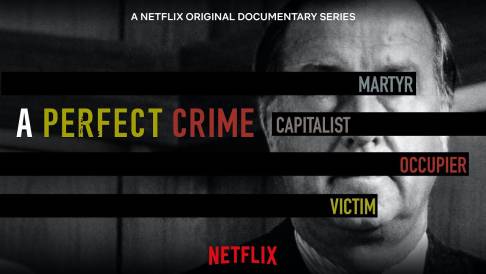 A NETFLIX ORIGINAL DOCUMENTARY SERIES
MARTYR
A PERFECT CRIME
CAPITALIST
OCCUPIER
VICTIM
NETFLIX